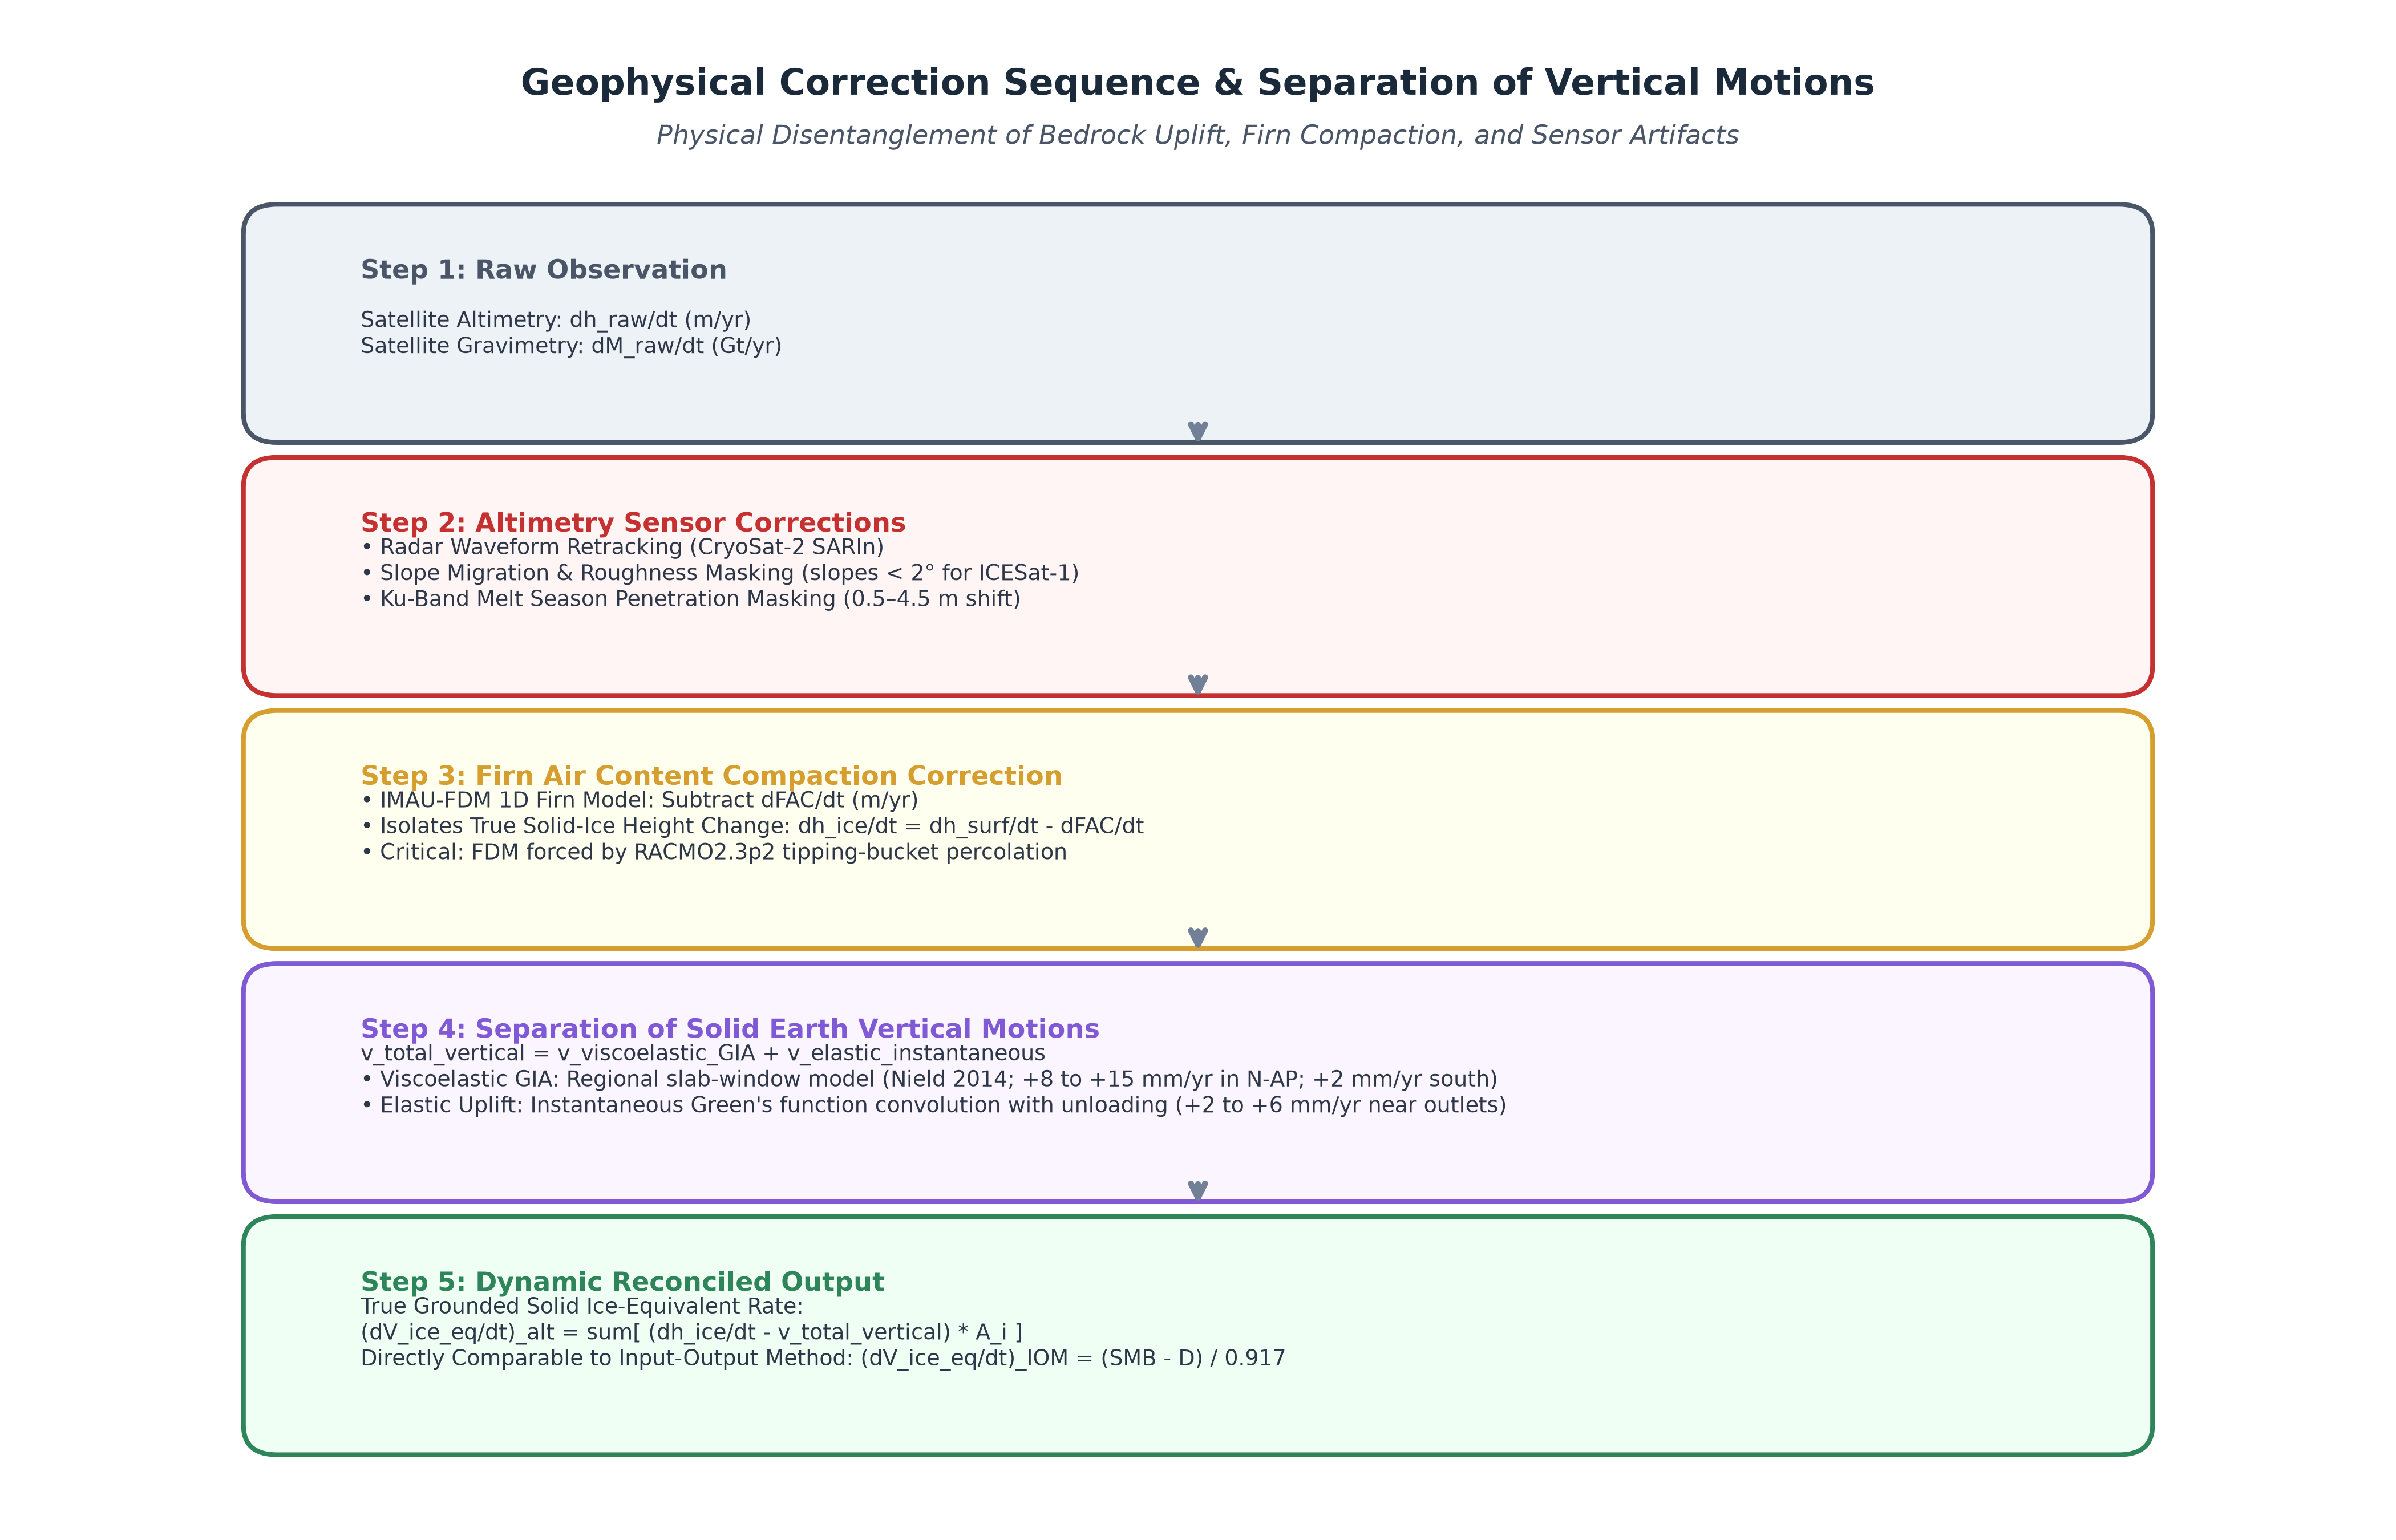 Geophysical Correction Sequence & Separation of Vertical Motions
Physical Disentanglement of Bedrock Uplift, Firn Compaction, and Sensor Artifacts
Step 1: Raw Observation
Satellite Altimetry: dh_raw/dt (m/yr)
Satellite Gravimetry: dM_raw/dt (Gt/yr)
Step 2: Altimetry Sensor Corrections
• Radar Waveform Retracking (CryoSat-2 SARIn)
• Slope Migration & Roughness Masking (slopes < 2° for ICESat-1)
• Ku-Band Melt Season Penetration Masking (0.5–4.5 m shift)
Step 3: Firn Air Content Compaction Correction
• IMAU-FDM 1D Firn Model: Subtract dFAC/dt (m/yr)
• Isolates True Solid-Ice Height Change: dh_ice/dt = dh_surf/dt - dFAC/dt
• Critical: FDM forced by RACMO2.3p2 tipping-bucket percolation
Step 4: Separation of Solid Earth Vertical Motions
v_total_vertical = v_viscoelastic_GIA + v_elastic_instantaneous
• Viscoelastic GIA: Regional slab-window model (Nield 2014; +8 to +15 mm/yr in N-AP; +2 mm/yr south)
• Elastic Uplift: Instantaneous Green's function convolution with unloading (+2 to +6 mm/yr near outlets)
Step 5: Dynamic Reconciled Output
True Grounded Solid Ice-Equivalent Rate:
(dV_ice_eq/dt)_alt = sum[ (dh_ice/dt - v_total_vertical) * A_i ]
Directly Comparable to Input-Output Method: (dV_ice_eq/dt)_IOM = (SMB - D) / 0.917